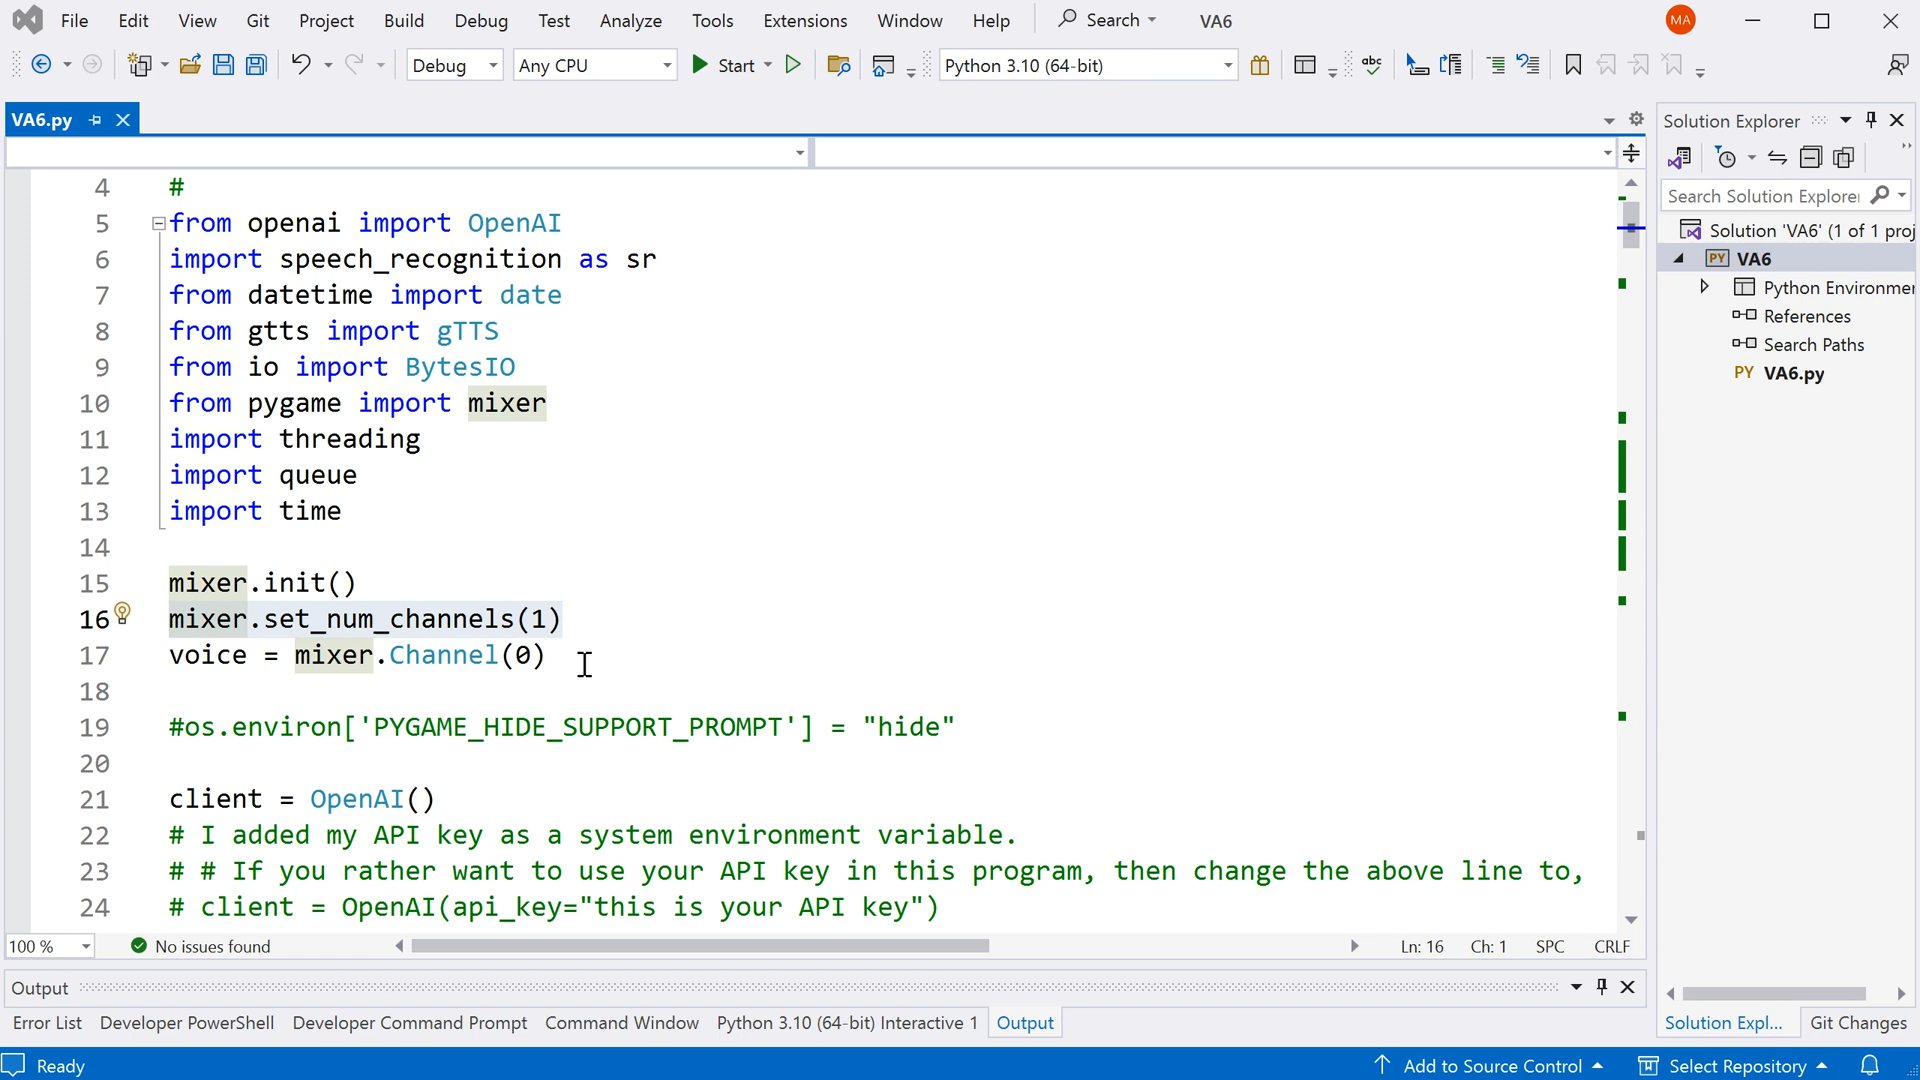 File Edit View Git Project Build Debug Test Analyze Tools Extensions Window Help Search VA6 MA
Debug Any CPU Start Python 3.10 (64-bit) abc
VA6.py
4 #
5 from openai import OpenAI
6 import speech_recognition as sr
7 from datetime import date
8 from gtts import gTTS
9 from io import BytesIO
10 from pygame import mixer
11 import threading
12 import queue
13 import time
14
15 mixer.init()
16 mixer.set_num_channels(1)
17 voice = mixer.Channel(0)
18
19 #os.environ['PYGAME_HIDE_SUPPORT_PROMPT'] = "hide"
20
21 client = OpenAI()
22 # I added my API key as a system environment variable.
23 # # If you rather want to use your API key in this program, then change the above line to,
24 # client = OpenAI(api_key="this is your API key")
100 % No issues found Ln: 16 Ch: 1 SPC CRLF
Output
Error List Developer PowerShell Developer Command Prompt Command Window Python 3.10 (64-bit) Interactive 1 Output
Solution Explorer
Search Solution Explorer
Solution 'VA6' (1 of 1 proj
PY VA6
Python Environmen
References
Search Paths
PY VA6.py
Solution Expl... Git Changes
Ready Add to Source Control Select Repository